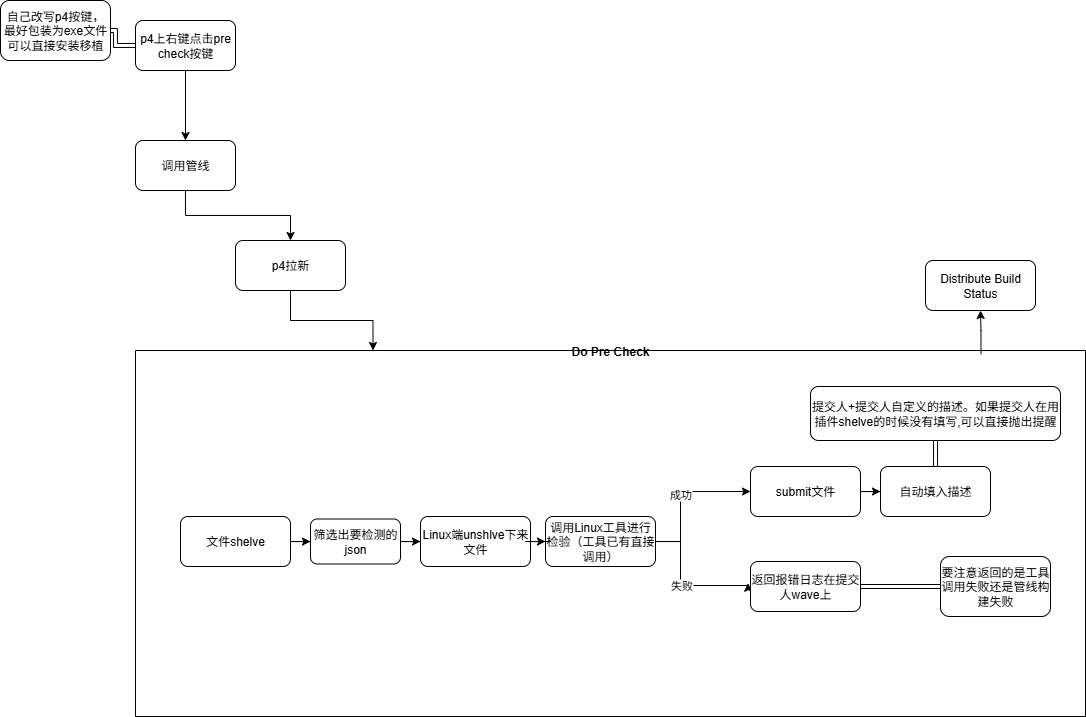 自己改写p4按键，
最好包装为exe文件
可以直接安装移植
p4上右键点击pre
check按键
调用管线
p4拉新
Distribute Build
Status
Do Pre Check
提交人+提交人自定义的描述。如果提交人在用
插件shelve的时候没有填写,可以直接抛出提醒
成功
submit文件
自动填入描述
文件shelve
筛选出要检测的
json
Linux端unshlve下来
文件
调用Linux工具进行
检验（工具已有直接
调用）
失败
返回报错日志在提交
人wave上
要注意返回的是工具
调用失败还是管线构
建失败